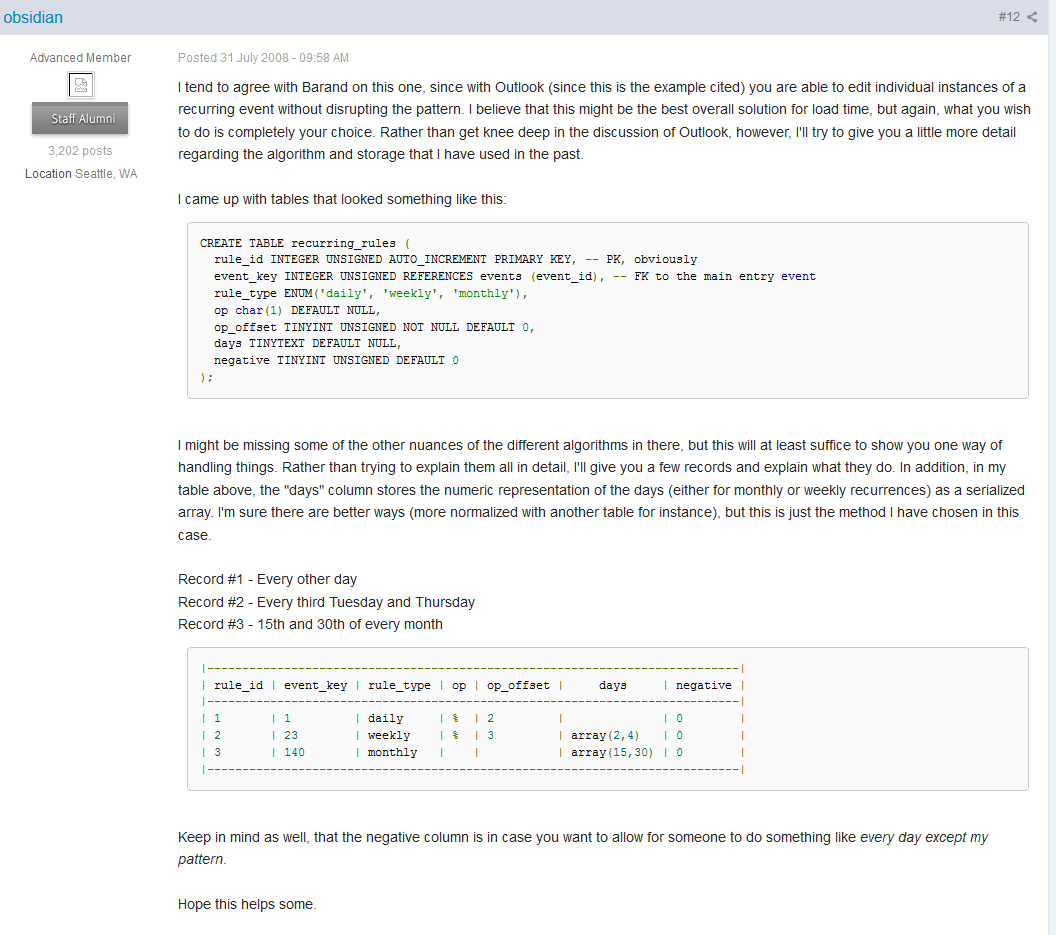 obsidian
#12
Advanced Member
Staff Alumni
3,202 posts
Location Seattle, WA
Posted 31 July 2008 - 09:58 AM
I tend to agree with Barand on this one, since with Outlook (since this is the example cited) you are able to edit individual instances of a
recurring event without disrupting the pattern. I believe that this might be the best overall solution for load time, but again, what you wish
to do is completely your choice. Rather than get knee deep in the discussion of Outlook, however, I'll try to give you a little more detail
regarding the algorithm and storage that I have used in the past.
I came up with tables that looked something like this:
CREATE TABLE recurring_rules (
rule_id INTEGER UNSIGNED AUTO_INCREMENT PRIMARY KEY, -- PK, obviously
event_key INTEGER UNSIGNED REFERENCES events (event_id), -- FK to the main entry event
rule_type ENUM('daily', 'weekly', 'monthly'),
op char(1) DEFAULT NULL,
op_offset TINYINT UNSIGNED NOT NULL DEFAULT 0,
days TINYTEXT DEFAULT NULL,
negative TINYINT UNSIGNED DEFAULT 0
);
I might be missing some of the other nuances of the different algorithms in there, but this will at least suffice to show you one way of
handling things. Rather than trying to explain them all in detail, I'll give you a few records and explain what they do. In addition, in my
table above, the "days" column stores the numeric representation of the days (either for monthly or weekly recurrences) as a serialized
array. I'm sure there are better ways (more normalized with another table for instance), but this is just the method I have chosen in this
case.
Record #1 - Every other day
Record #2 - Every third Tuesday and Thursday
Record #3 - 15th and 30th of every month
|----------------------------------------------------------------------------|
| rule_id | event_key | rule_type | op | op_offset |     days     | negative |
|----------------------------------------------------------------------------|
| 1       | 1         | daily     | %  | 2         |              | 0        |
| 2       | 23        | weekly    | %  | 3         | array(2,4)   | 0        |
| 3       | 140       | monthly   |    |           | array(15,30) | 0        |
|----------------------------------------------------------------------------|
Keep in mind as well, that the negative column is in case you want to allow for someone to do something like every day except my
pattern.
Hope this helps some.